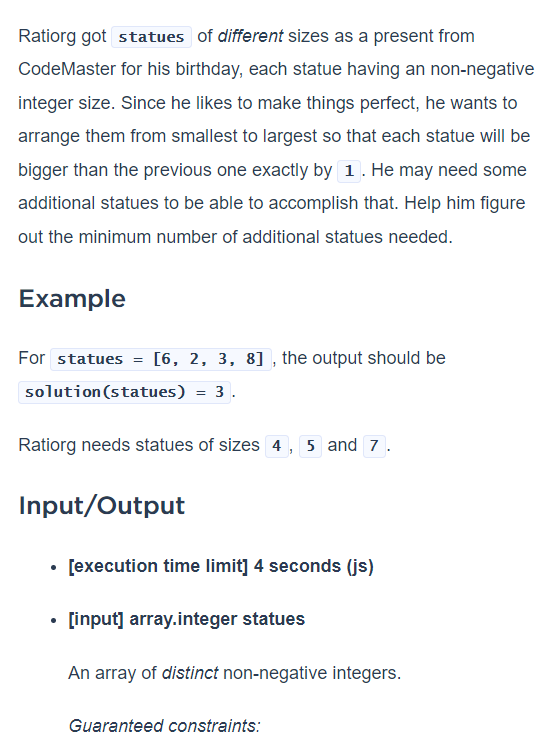 Ratiorg got statues of different sizes as a present from
CodeMaster for his birthday, each statue having an non-negative
integer size. Since he likes to make things perfect, he wants to
arrange them from smallest to largest so that each statue will be
bigger than the previous one exactly by 1. He may need some
additional statues to be able to accomplish that. Help him figure
out the minimum number of additional statues needed.
Example
For statues = [6, 2, 3, 8], the output should be
solution(statues) = 3.
Ratiorg needs statues of sizes 4, 5 and 7.
Input/Output
• [execution time limit] 4 seconds (js)
• [input] array.integer statues
An array of distinct non-negative integers.
Guaranteed constraints: